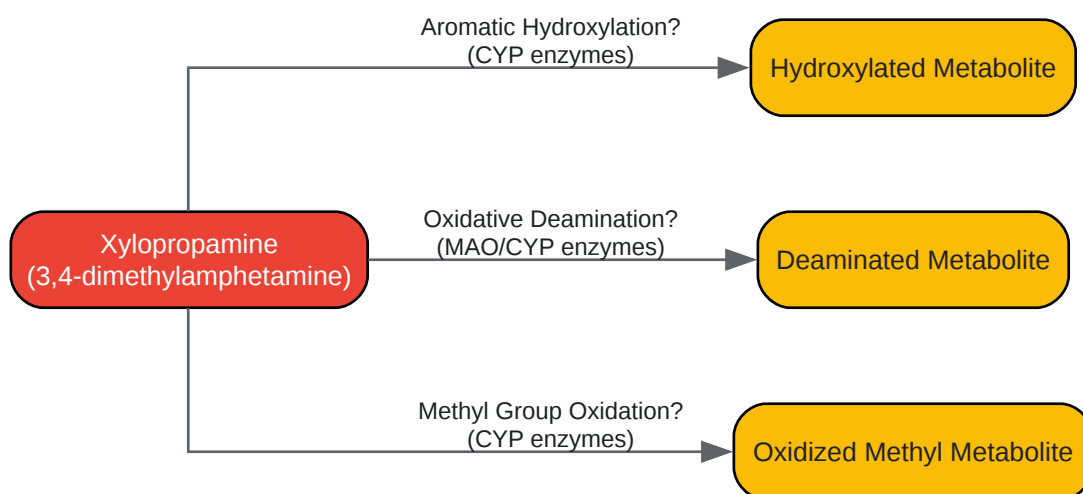 Aromatic Hydroxylation?
(CYP enzymes)
Hydroxylated Metabolite
Xylopropamine
(3,4-dimethylamphetamine)
Oxidative Deamination?
(MAO/CYP enzymes)
Deaminated Metabolite
Methyl Group Oxidation?
(CYP enzymes)
Oxidized Methyl Metabolite